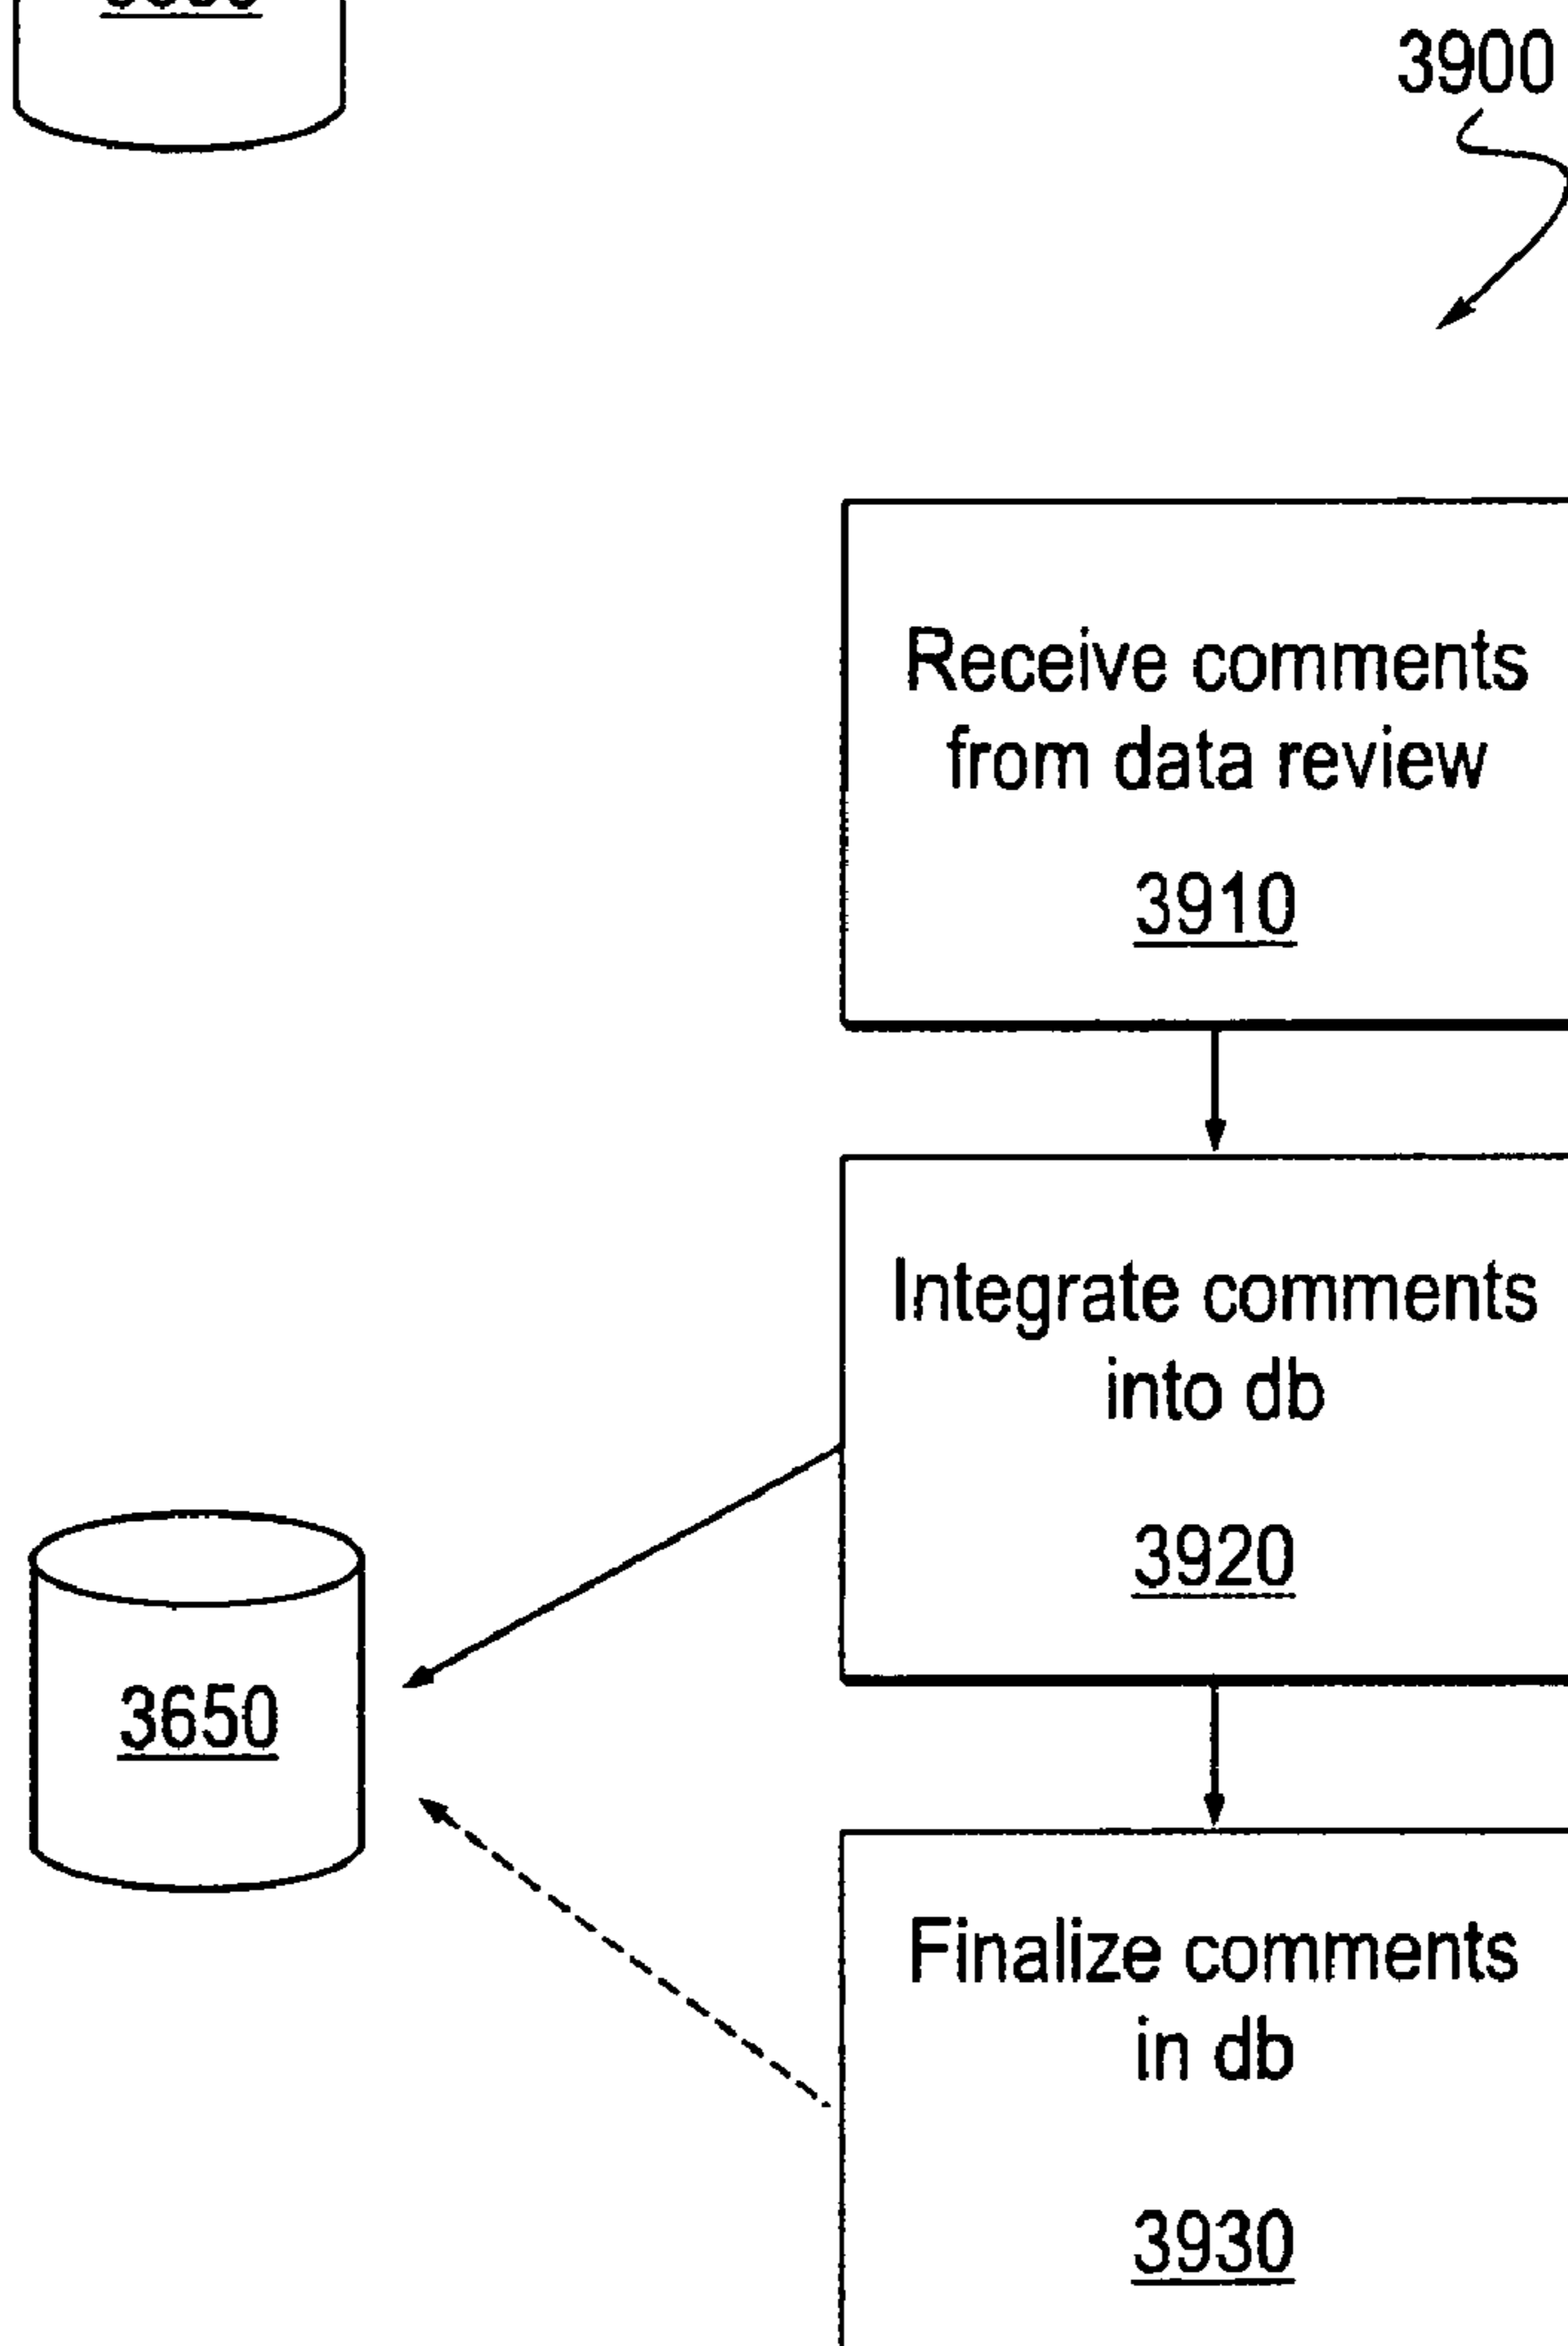 3900
Receive comments
from data review
3910
Integrate comments
into db
3920
3650
Finalize comments
in db
3930